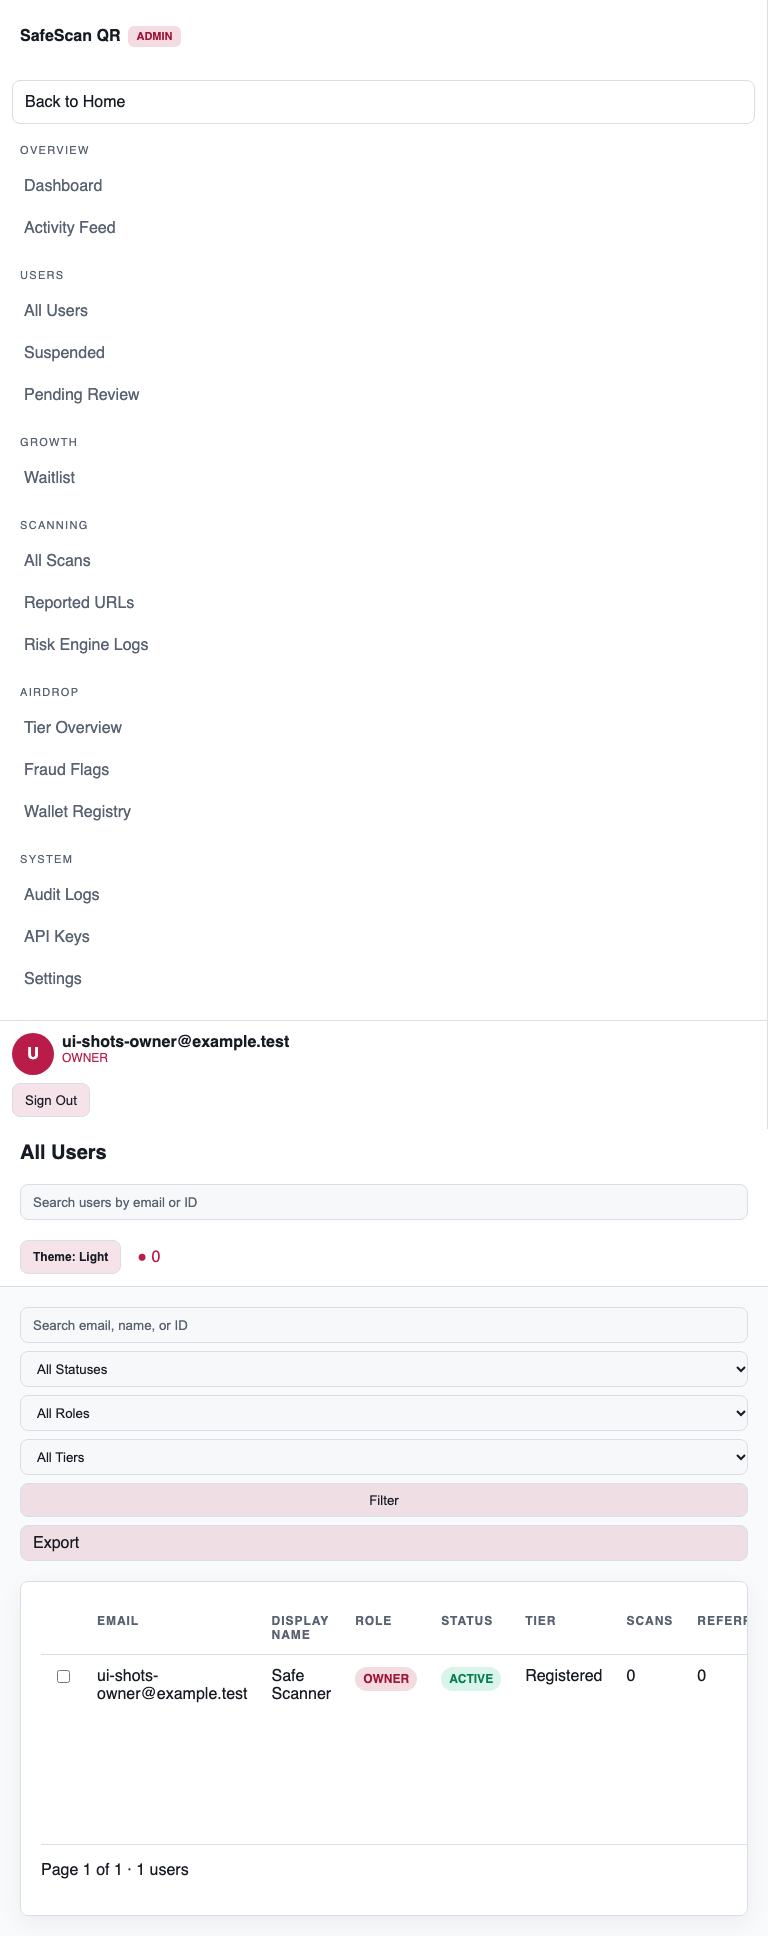 SafeScan QR ADMIN
Back to Home
OVERVIEW
Dashboard
Activity Feed
USERS
All Users
Suspended
Pending Review
GROWTH
Waitlist
SCANNING
All Scans
Reported URLs
Risk Engine Logs
AIRDROP
Tier Overview
Fraud Flags
Wallet Registry
SYSTEM
Audit Logs
API Keys
Settings
U
ui-shots-owner@example.test
OWNER
Sign Out
All Users
Search users by email or ID
Theme: Light
0
Search email, name, or ID
All Statuses
All Roles
All Tiers
Filter
Export
EMAIL DISPLAY NAME ROLE STATUS TIER SCANS
ui-shots-owner@example.test Safe Scanner OWNER ACTIVE Registered 0 0
Page 1 of 1 · 1 users